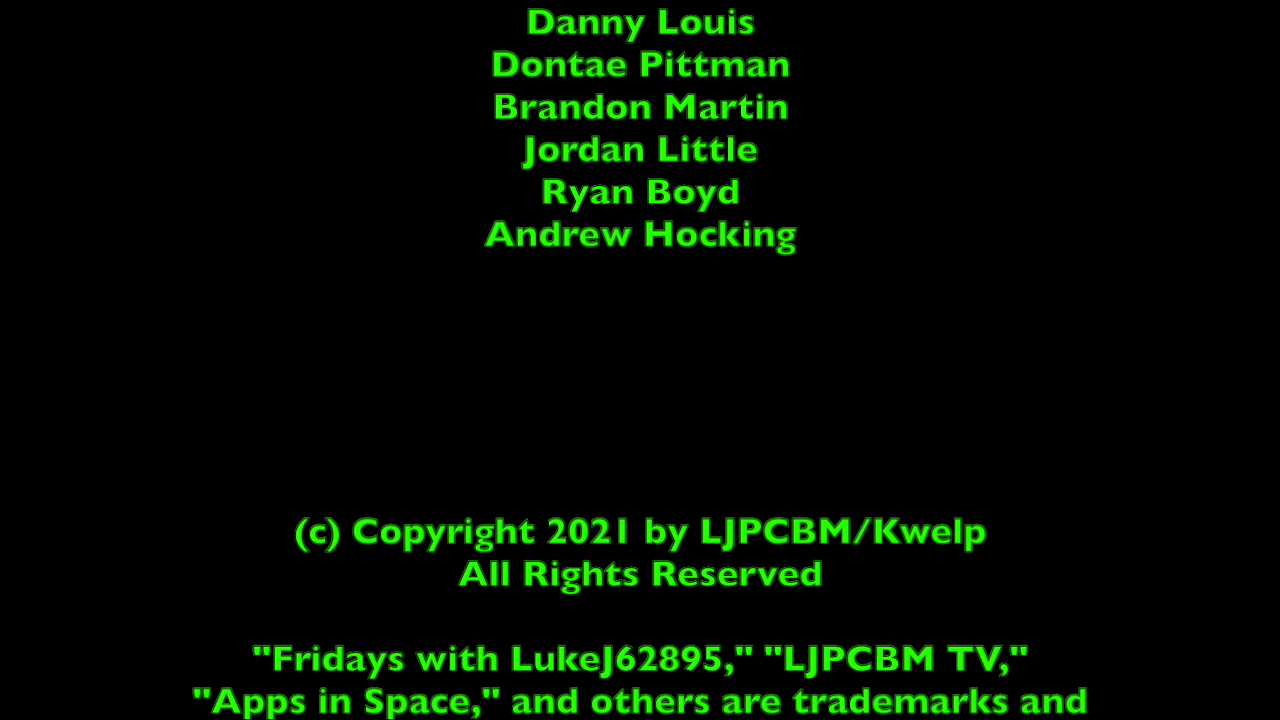 Danny Louis
Dontae Pittman
Brandon Martin
Jordan Little
Ryan Boyd
Andrew Hocking
(c) Copyright 2021 by LJPCBM/Kwelp
All Rights Reserved
"Fridays with LukeJ62895," "LJPCBM TV,"
"Apps in Space," and others are trademarks and